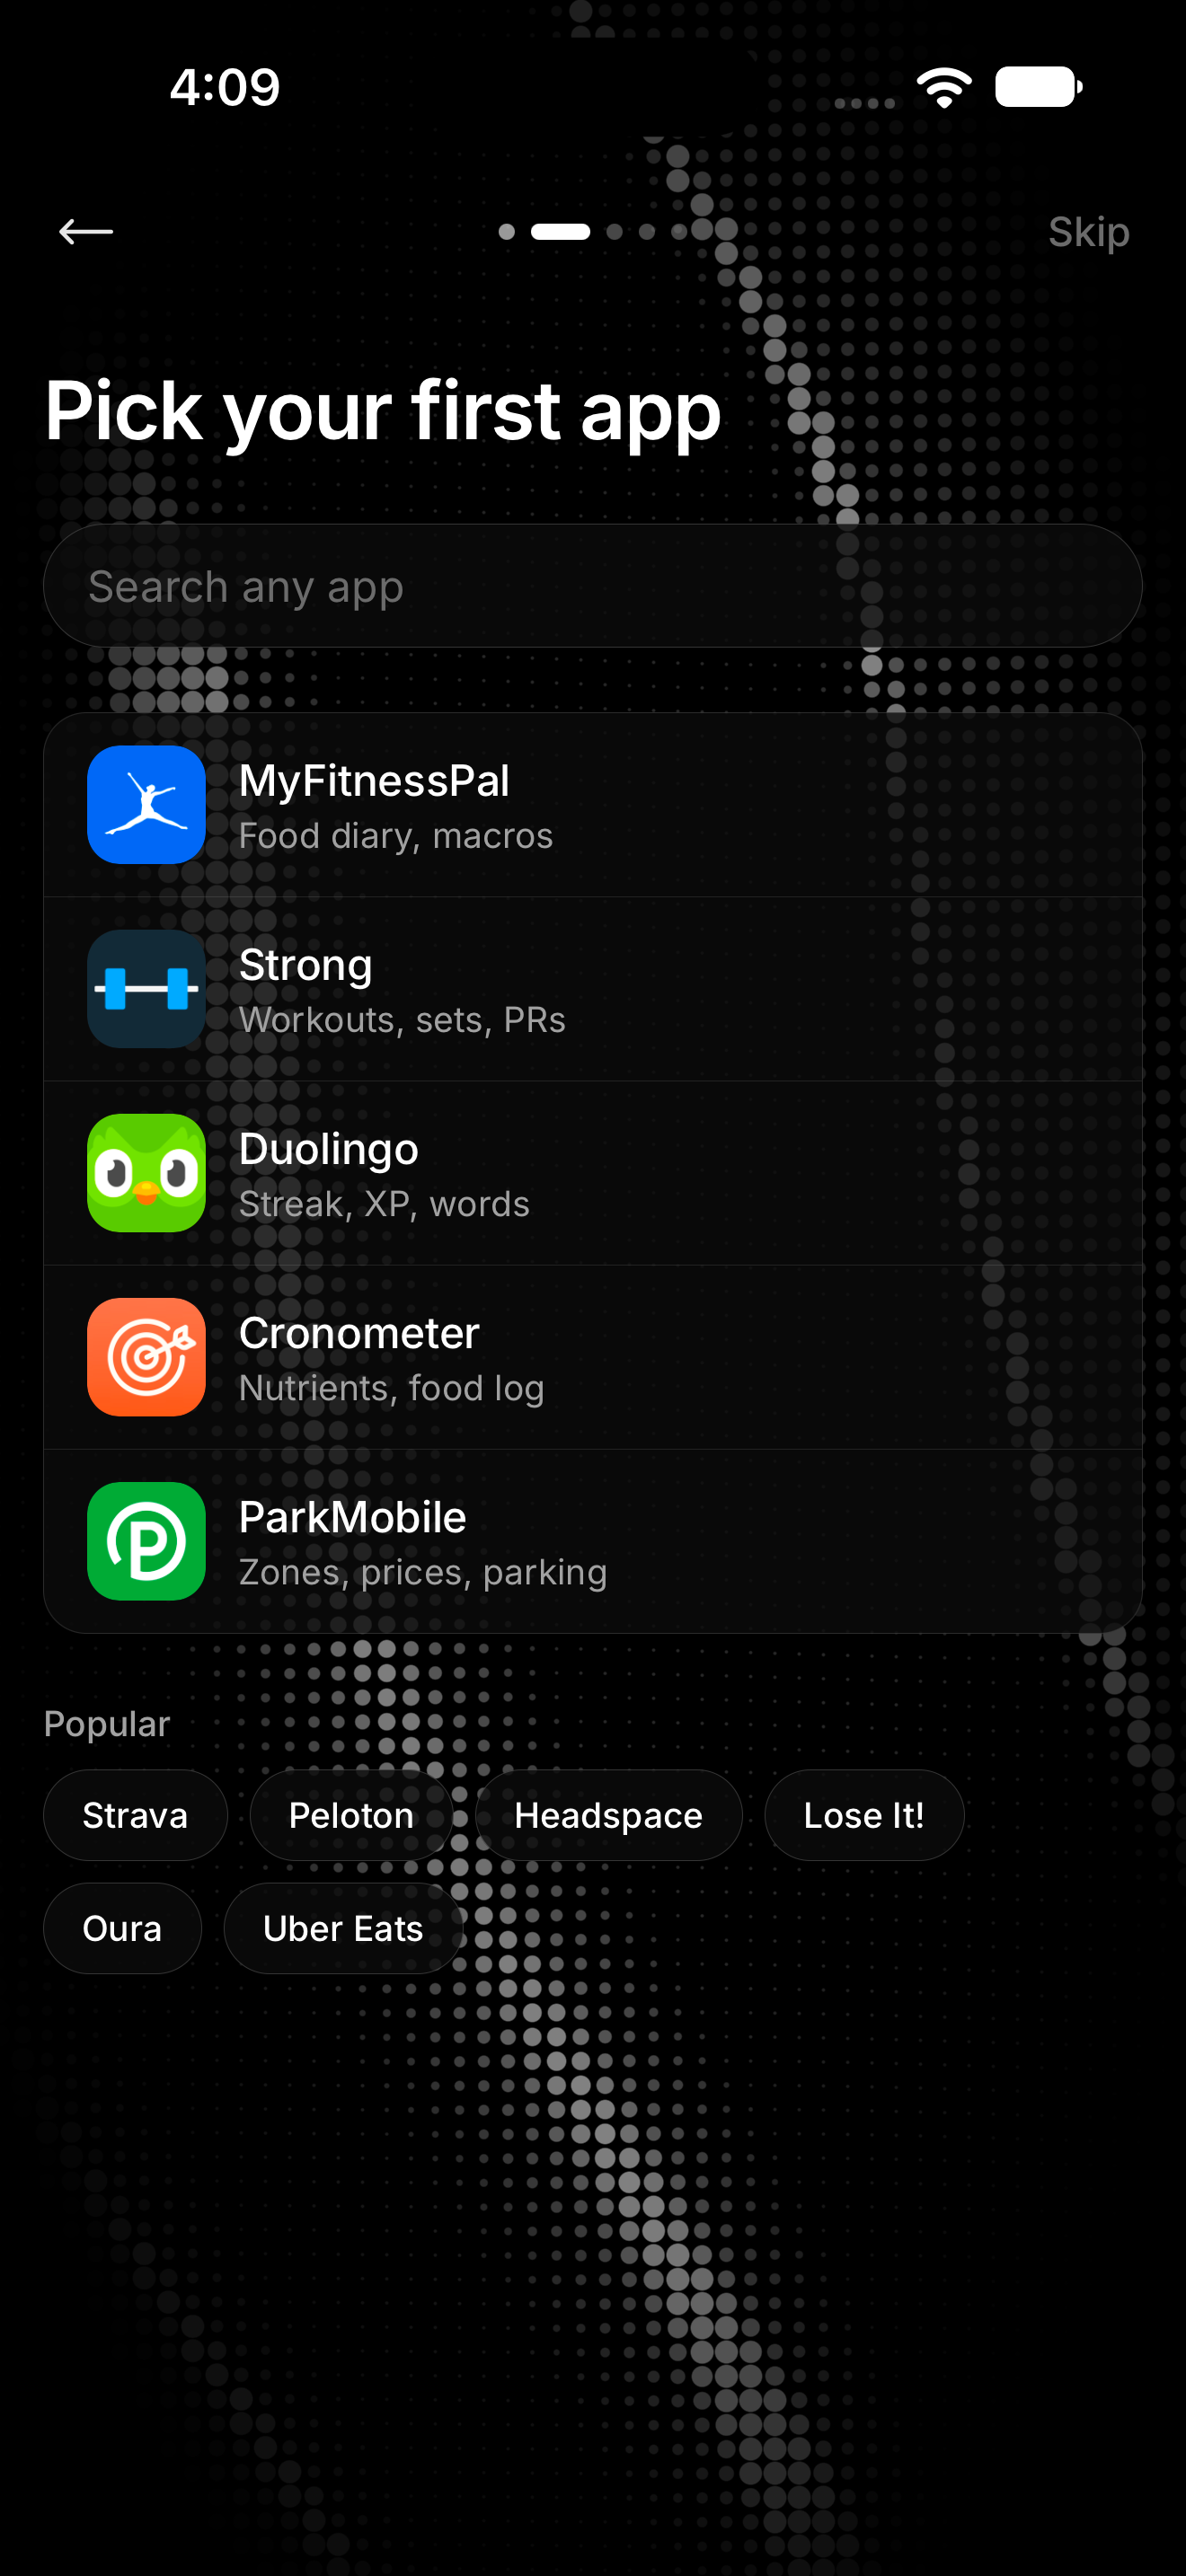 4:09
Skip
Pick your first app
Search any app
MyFitnessPal
Food diary, macros
Strong
Workouts, sets, PRs
Duolingo
Streak, XP, words
Cronometer
Nutrients, food log
ParkMobile
Zones, prices, parking
Popular
Strava Peloton Headspace Lose It!
Oura Uber Eats